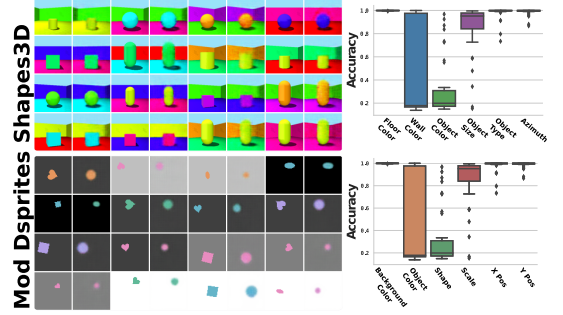 Shapes3D
Mod Dsprites
Accuracy
1.0
0.8
0.6
0.4
0.2
Floor Color
Wall Color
Object Color
Object Size
Object Type
Azimuth
Accuracy
1.0
0.8
0.6
0.4
0.2
Background Color
Object Color
Shape
Scale
X Pos
Y Pos